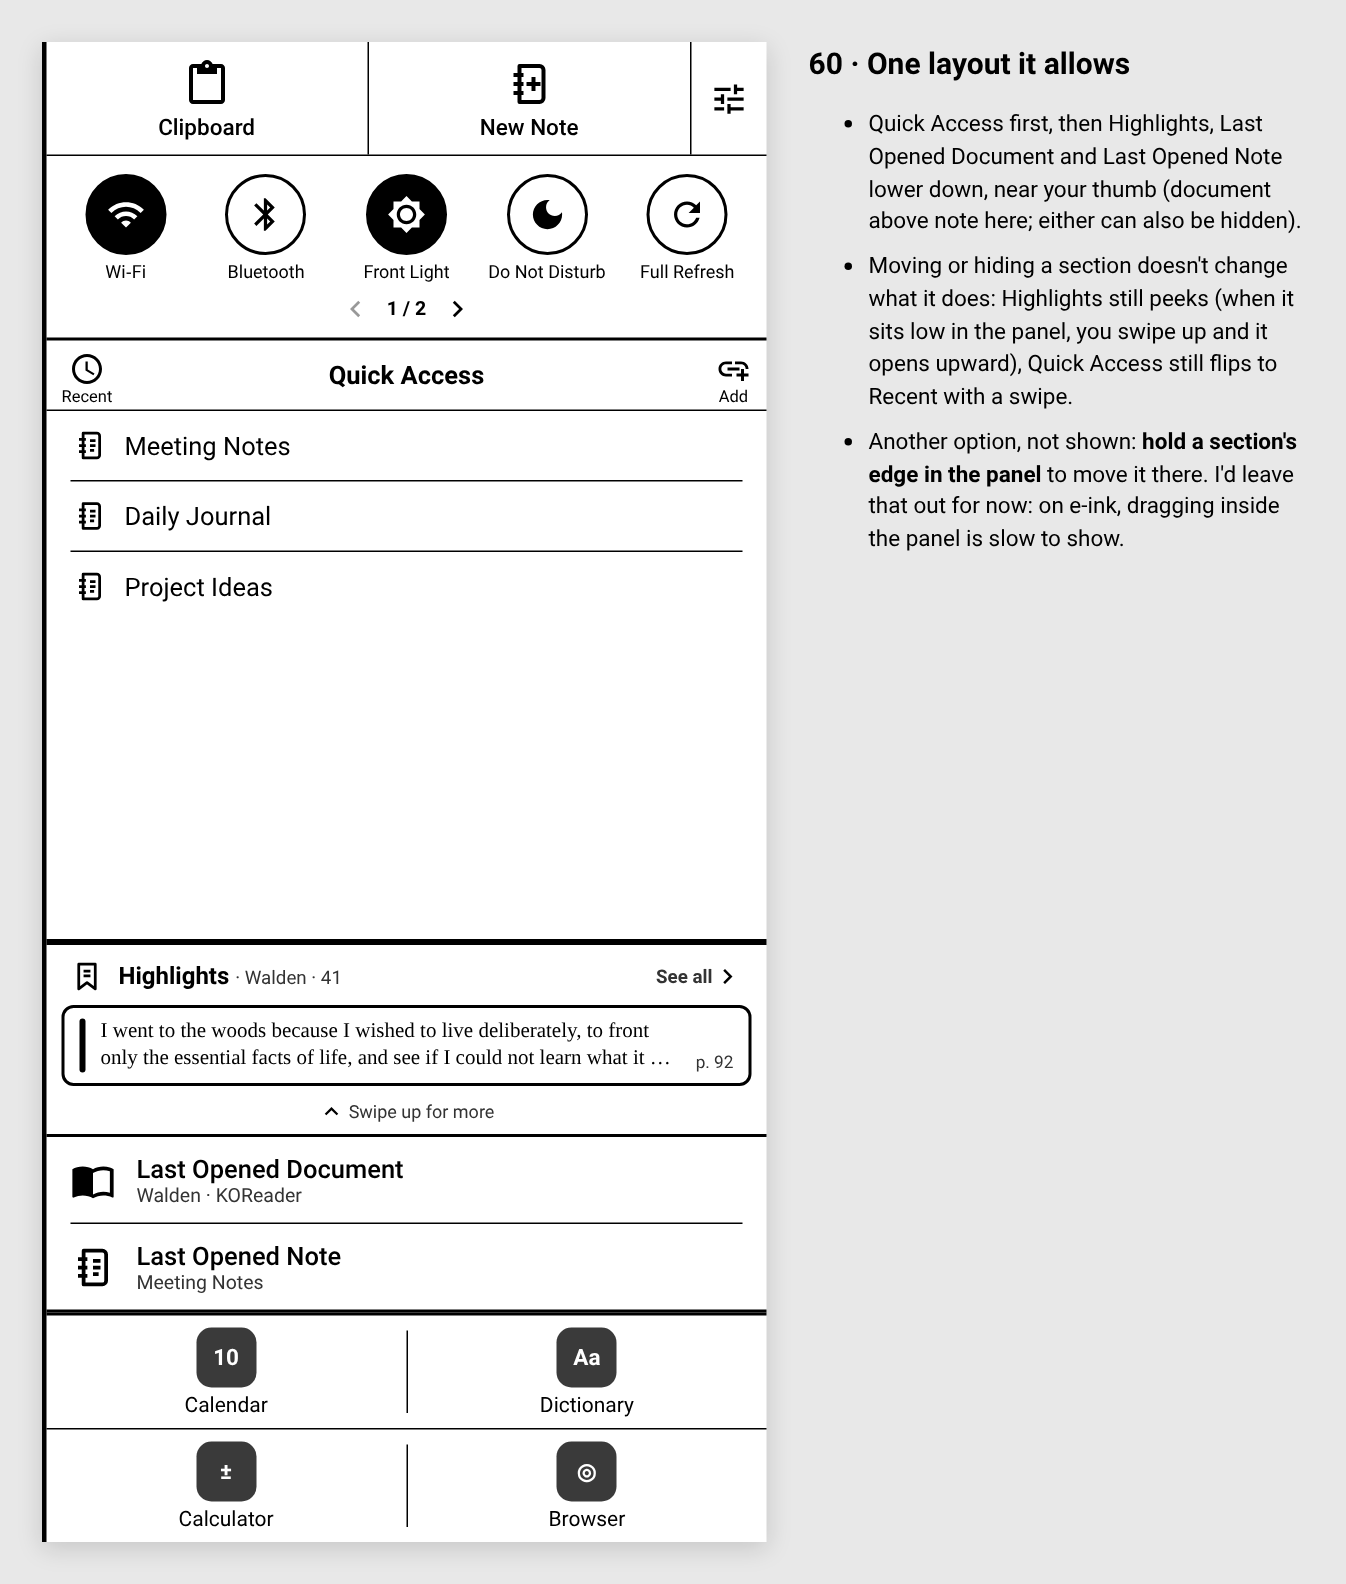 Clipboard
New Note
Wi-Fi
Bluetooth
Front Light
Do Not Disturb
Full Refresh
1 / 2
Recent
Quick Access
Add
Meeting Notes
Daily Journal
Project Ideas
Highlights · Walden · 41
See all
I went to the woods because I wished to live deliberately, to front
only the essential facts of life, and see if I could not learn what it …
p. 92
Swipe up for more
Last Opened Document
Walden · KOReader
Last Opened Note
Meeting Notes
10
Calendar
Aa
Dictionary
±
Calculator
Browser
60 · One layout it allows
• Quick Access first, then Highlights, Last
Opened Document and Last Opened Note
lower down, near your thumb (document
above note here; either can also be hidden).
• Moving or hiding a section doesn't change
what it does: Highlights still peeks (when it
sits low in the panel, you swipe up and it
opens upward), Quick Access still flips to
Recent with a swipe.
• Another option, not shown: hold a section's
edge in the panel to move it there. I'd leave
that out for now: on e-ink, dragging inside
the panel is slow to show.